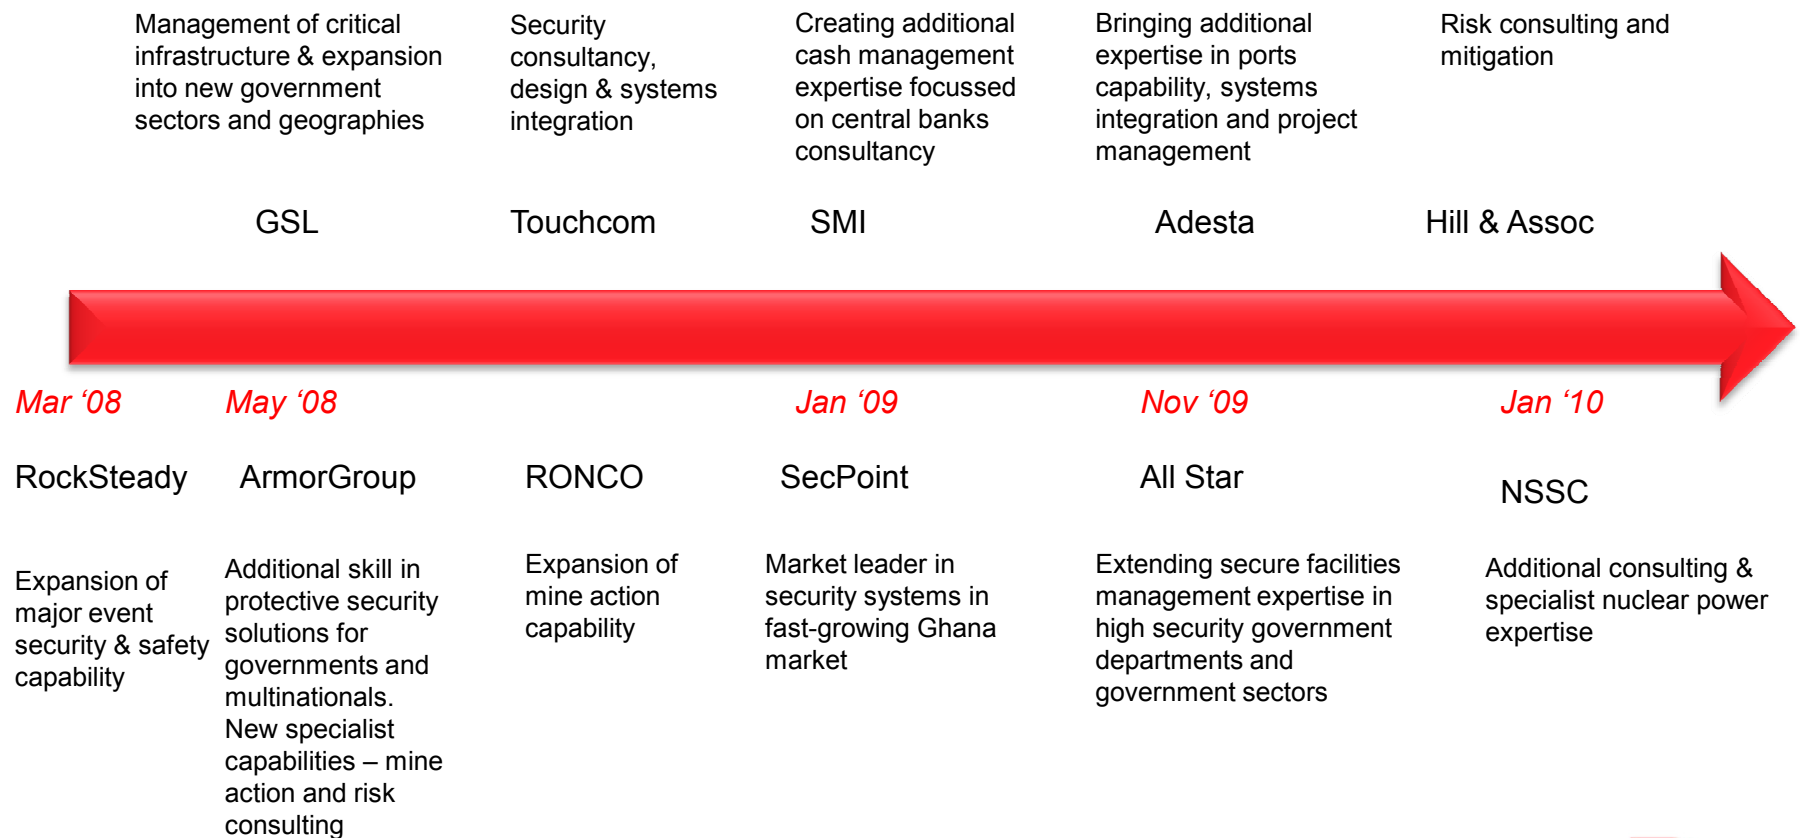 Management of critical
infrastructure & expansion
into new government
sectors and geographies
Security
consultancy,
design & systems
integration
Creating additional
cash management
expertise focussed
on central banks
consultancy
Bringing additional
expertise in ports
capability, systems
integration and project
management
Risk consulting and
mitigation
GSL
Touchcom
SMI
Adesta
Hill & Assoc
Mar ‘08
May ‘08
Jan ‘09
Nov ‘09
Jan ‘10
RockSteady
ArmorGroup
RONCO
SecPoint
All Star
NSSC
Expansion of
major event
security & safety
capability
Additional skill in
protective security
solutions for
governments and
multinationals.
New specialist
capabilities – mine
action and risk
consulting
Expansion of
mine action
capability
Market leader in
security systems in
fast-growing Ghana
market
Extending secure facilities
management expertise in
high security government
departments and
government sectors
Additional consulting &
specialist nuclear power
expertise